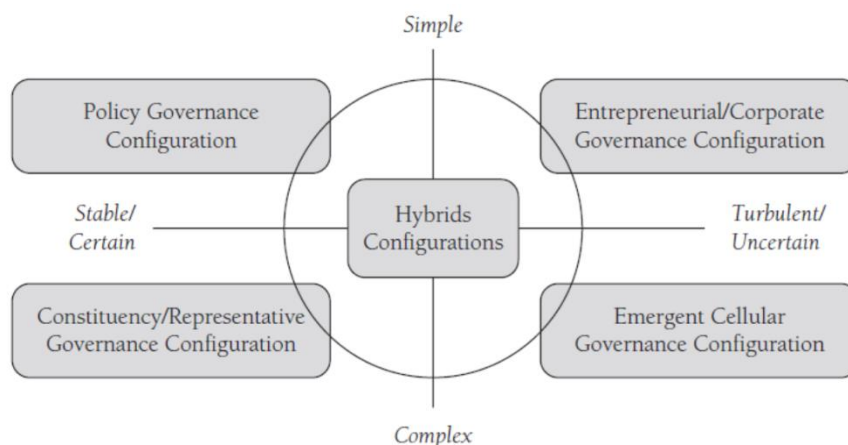 Simple
Policy Governance
Configuration
Entrepreneurial/Corporate
Governance Configuration
Stable/
Certain
Hybrids
Configurations
Turbulent/
Uncertain
Constituency/Representative
Governance Configuration
Emergent Cellular
Governance Configuration
Complex